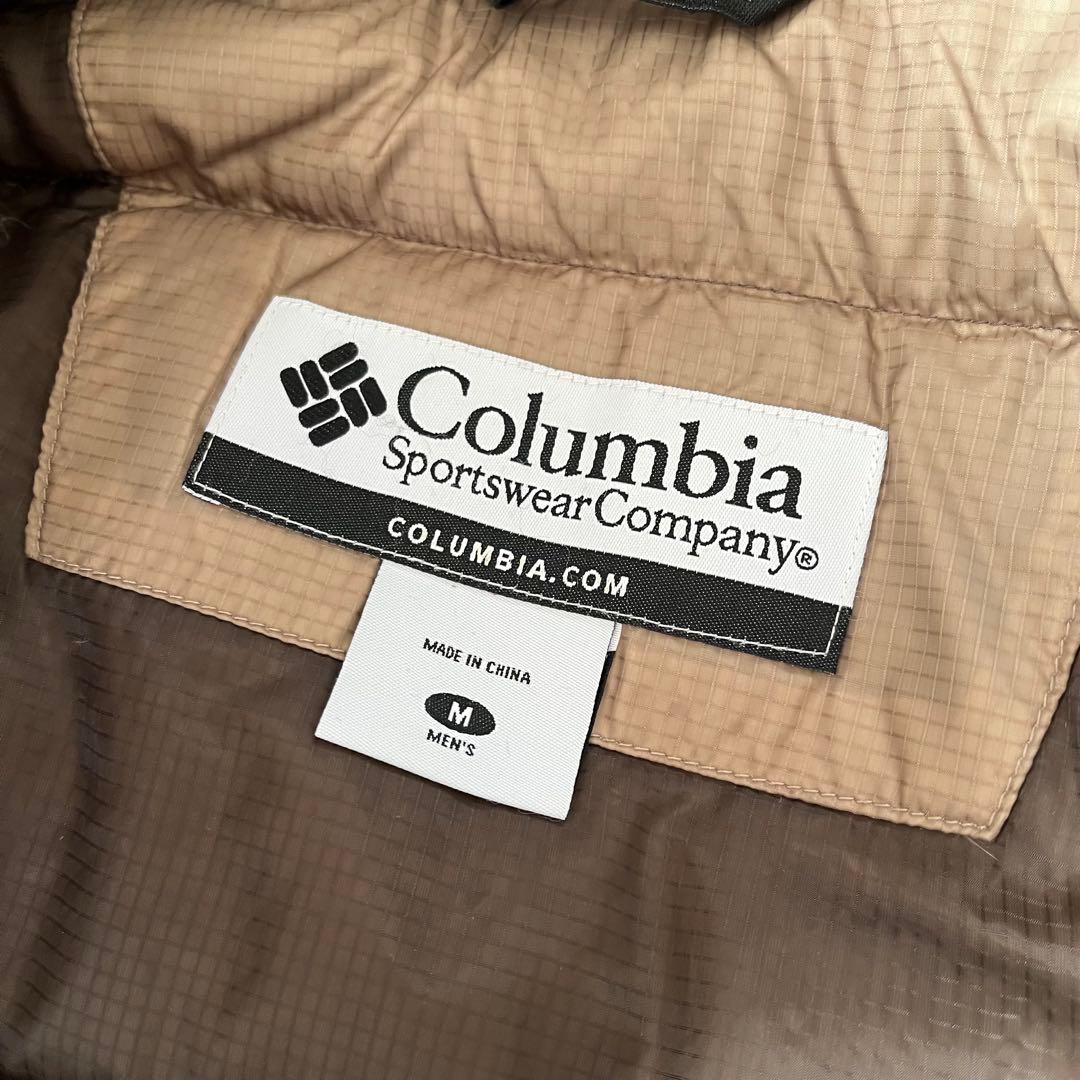 Columbia
Sportswear Company®
COLUMBIA.COM
MADE IN CHINA
M
MEN'S